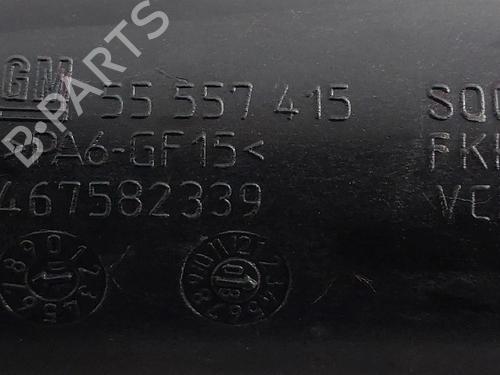 GM 55 557 415 SQ
>PA6-GF15< FK
467582339 VE
B-PARTS